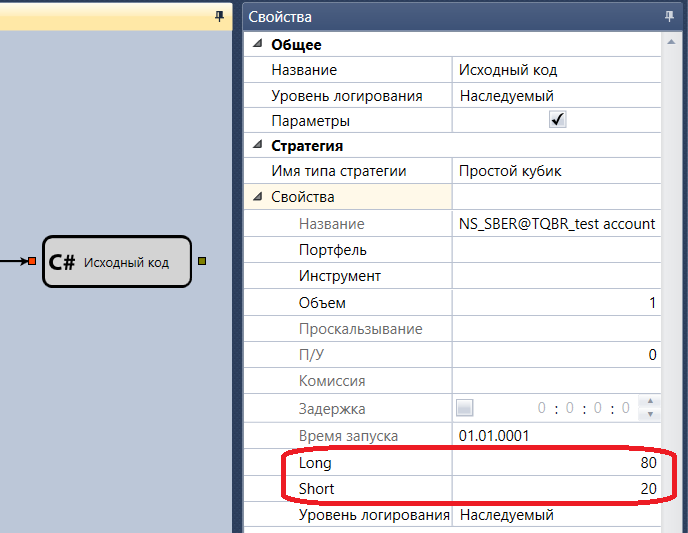 Свойства
Общее
Название Исходный код
Уровень логирования Наследуемый
Параметры
Стратегия
Имя типа стратегии Простой кубик
Свойства
Название NS_SBER@TQBR_test account
Портфель
C# Исходный код
Инструмент
Объем 1
Проскальзывание
П/У 0
Комиссия
Задержка 0 : 0 : 0 : 0
Время запуска 01.01.0001
Long 80
Short 20
Уровень логирования Наследуемый